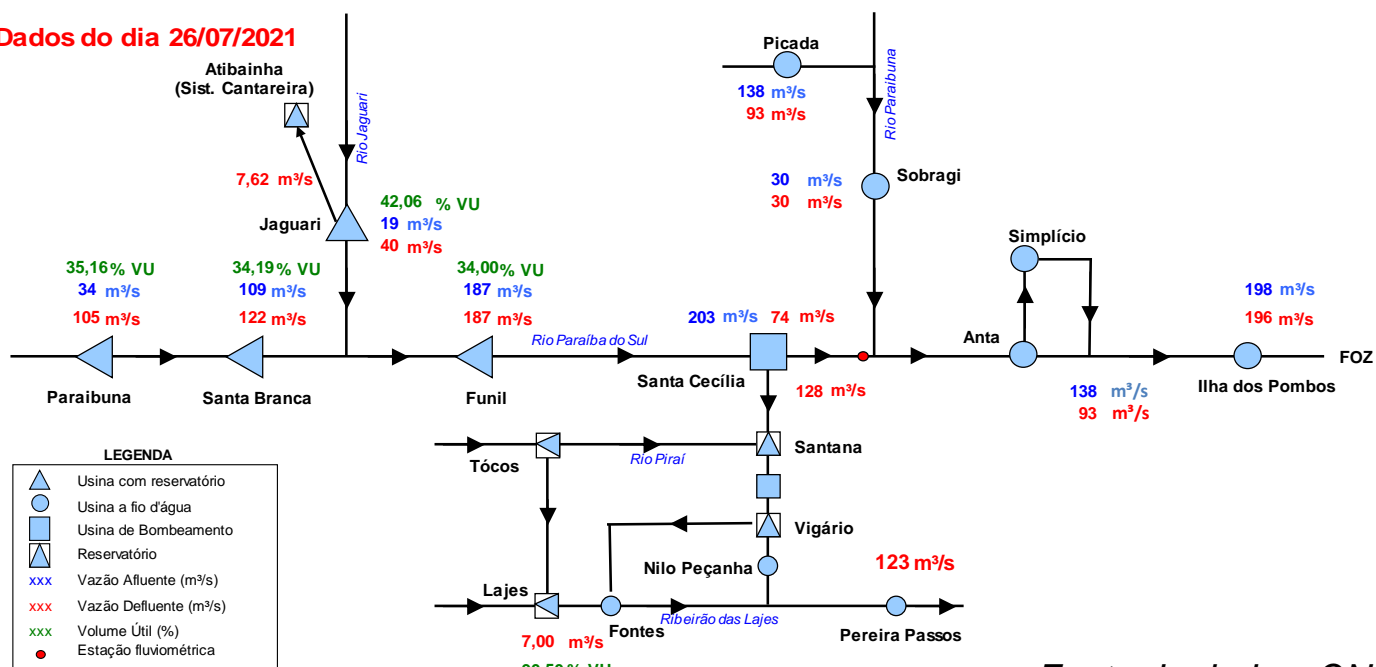 Dados do dia 26/07/2021
Atibainha
(Sist. Cantareira)
Rio Jaguari
7,62 m³/s
Jaguari
42,06 % VU
19 m³/s
40 m³/s
Picada
138 m³/s
93 m³/s
Rio Paraibuna
30 m³/s
30 m³/s
Sobragi
35,16% VU
34 m³/s
105 m³/s
Paraibuna
34,19% VU
109 m³/s
122 m³/s
Santa Branca
34,00% VU
187 m³/s
187 m³/s
Funil
Rio Paraíba do Sul
203 m³/s 74 m³/s
Santa Cecília
128 m³/s
Simplício
Anta
138 m³/s
93 m³/s
198 m³/s
196 m³/s
Ilha dos Pombos
FOZ
Tócos
Rio Piraí
Santana
Vigário
Nilo Peçanha
123 m³/s
Lajes
7,00 m³/s
Fontes
Ribeirão das Lajes
Pereira Passos
LEGENDA
Usina com reservatório
Usina a fio d'água
Usina de Bombeamento
Reservatório
xxx Vazão Afluente (m³/s)
xxx Vazão Defluente (m³/s)
xxx Volume Útil (%)
Estação fluviométrica